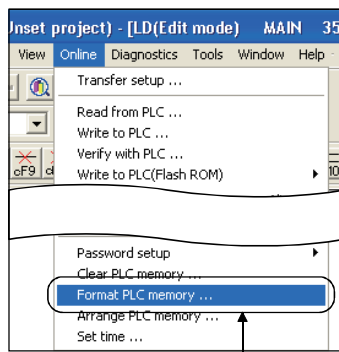 Unset project) - [LD(Edit mode) MAIN 35
View Online Diagnostics Tools Window Help
Transfer setup ...
Read from PLC ...
Write to PLC ...
Verify with PLC ...
Write to PLC(Flash ROM)
cF9
10
Password setup
Clear PLC memory ...
Format PLC memory ...
Arrange PLC memory ...
Set time ...